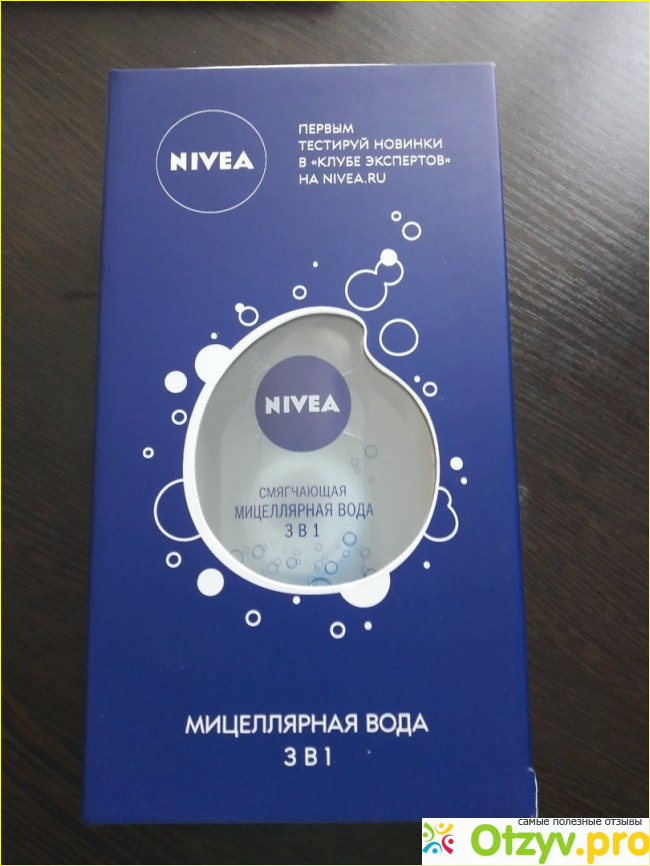 NIVEA
ПЕРВЫМ
ТЕСТИРУЙ НОВИНКИ
В «КЛУБЕ ЭКСПЕРТОВ»
НА NIVEA.RU
NIVEA
СМЯГЧАЮЩАЯ
МИЦЕЛЛЯРНАЯ ВОДА
3 В 1
МИЦЕЛЛЯРНАЯ ВОДА
3 В 1
самые полезные отзывы
Otzyv.pro